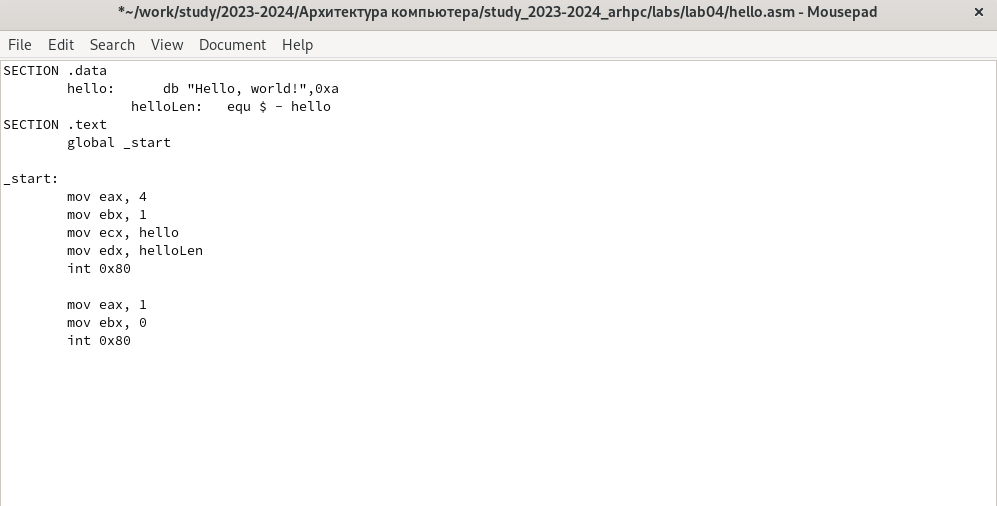 *~/work/study/2023-2024/Архитектура компьютера/study_2023-2024_arhpc/labs/lab04/hello.asm - Mousepad ×
File Edit Search View Document Help
SECTION .data
        hello:      db "Hello, world!",0xa
                helloLen:   equ $ - hello
SECTION .text
        global _start

_start:
        mov eax, 4
        mov ebx, 1
        mov ecx, hello
        mov edx, helloLen
        int 0x80

        mov eax, 1
        mov ebx, 0
        int 0x80